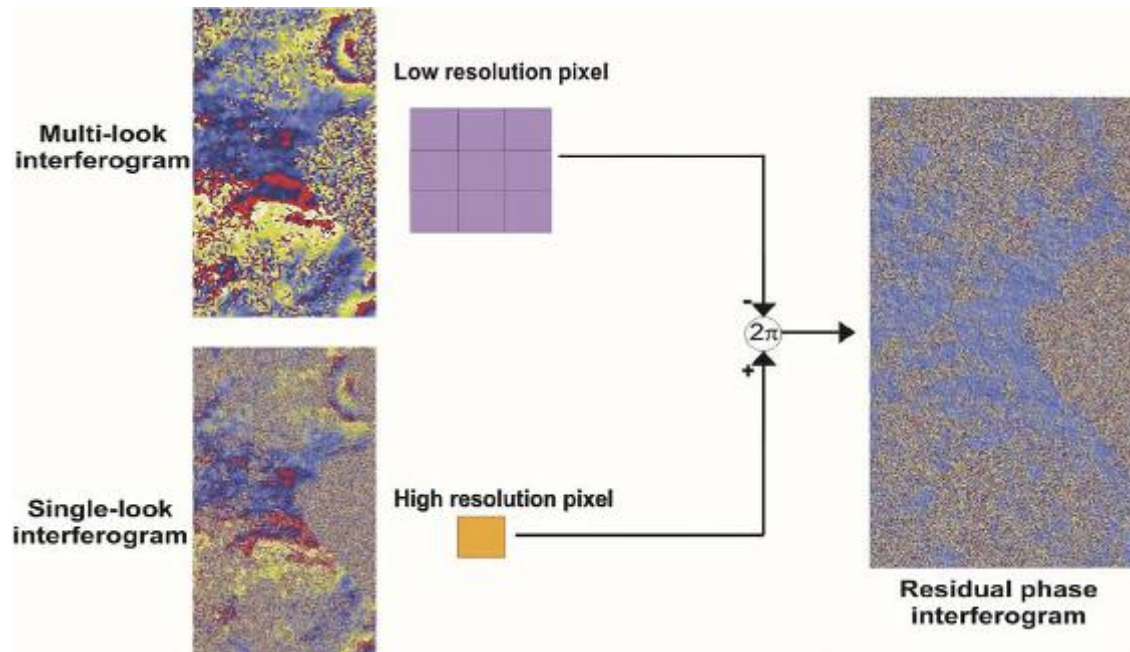 Multi-look
interferogram
Low resolution pixel
-
2π
+
Single-look
interferogram
High resolution pixel
Residual phase
interferogram